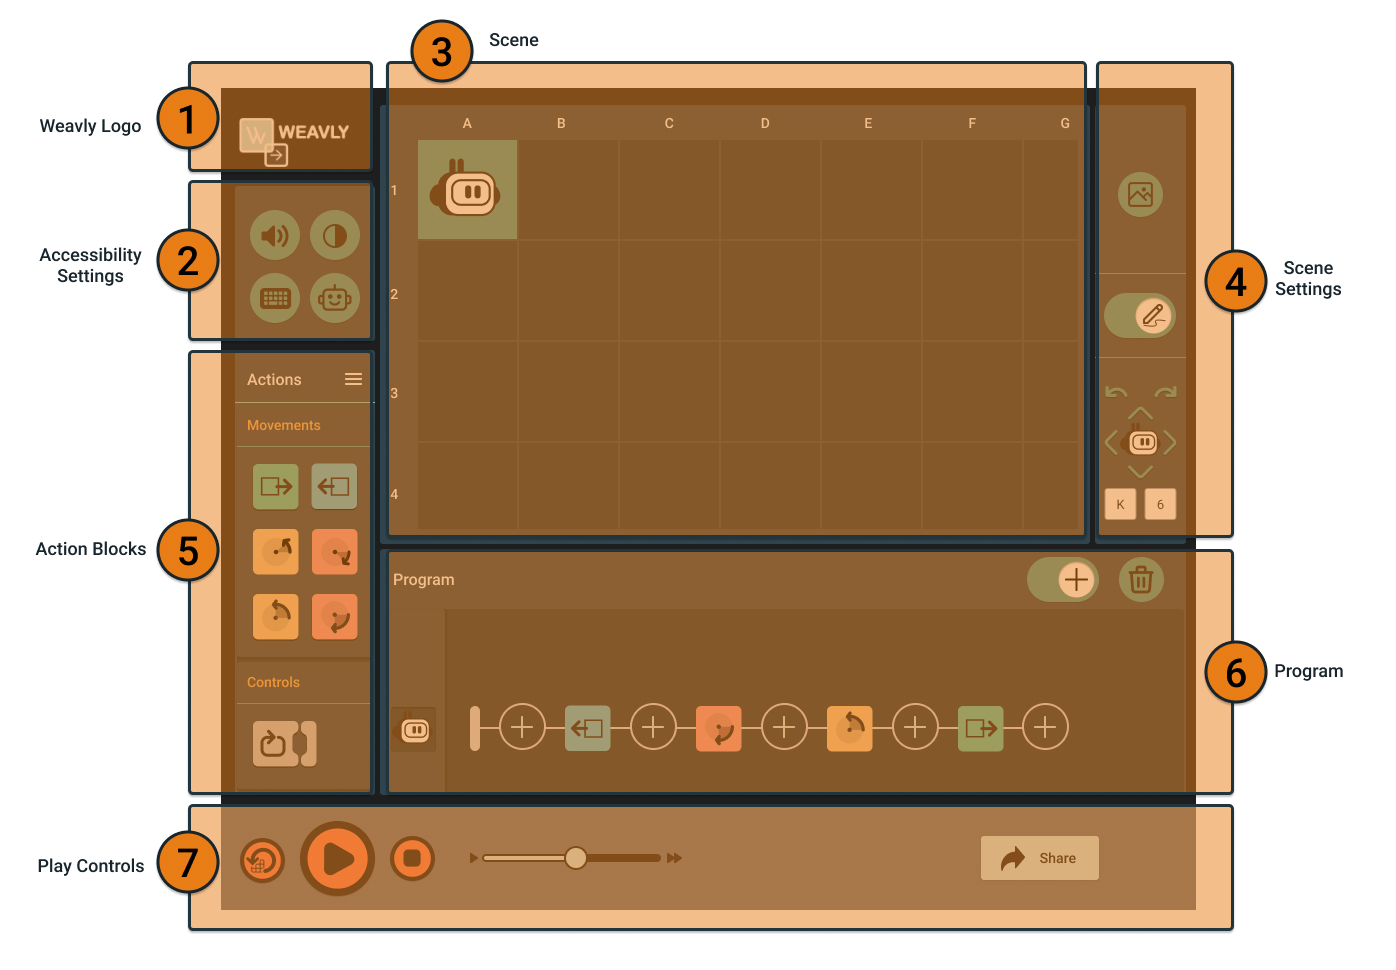 3
Scene
1
Weavly Logo
W
WEAVLY
A B C D E F G
1
2
Accessibility
Settings
2
3
4
4
Scene
Settings
K 6
5
Action Blocks
Actions
Movements
Controls
Program
6
Program
7
Play Controls
Share